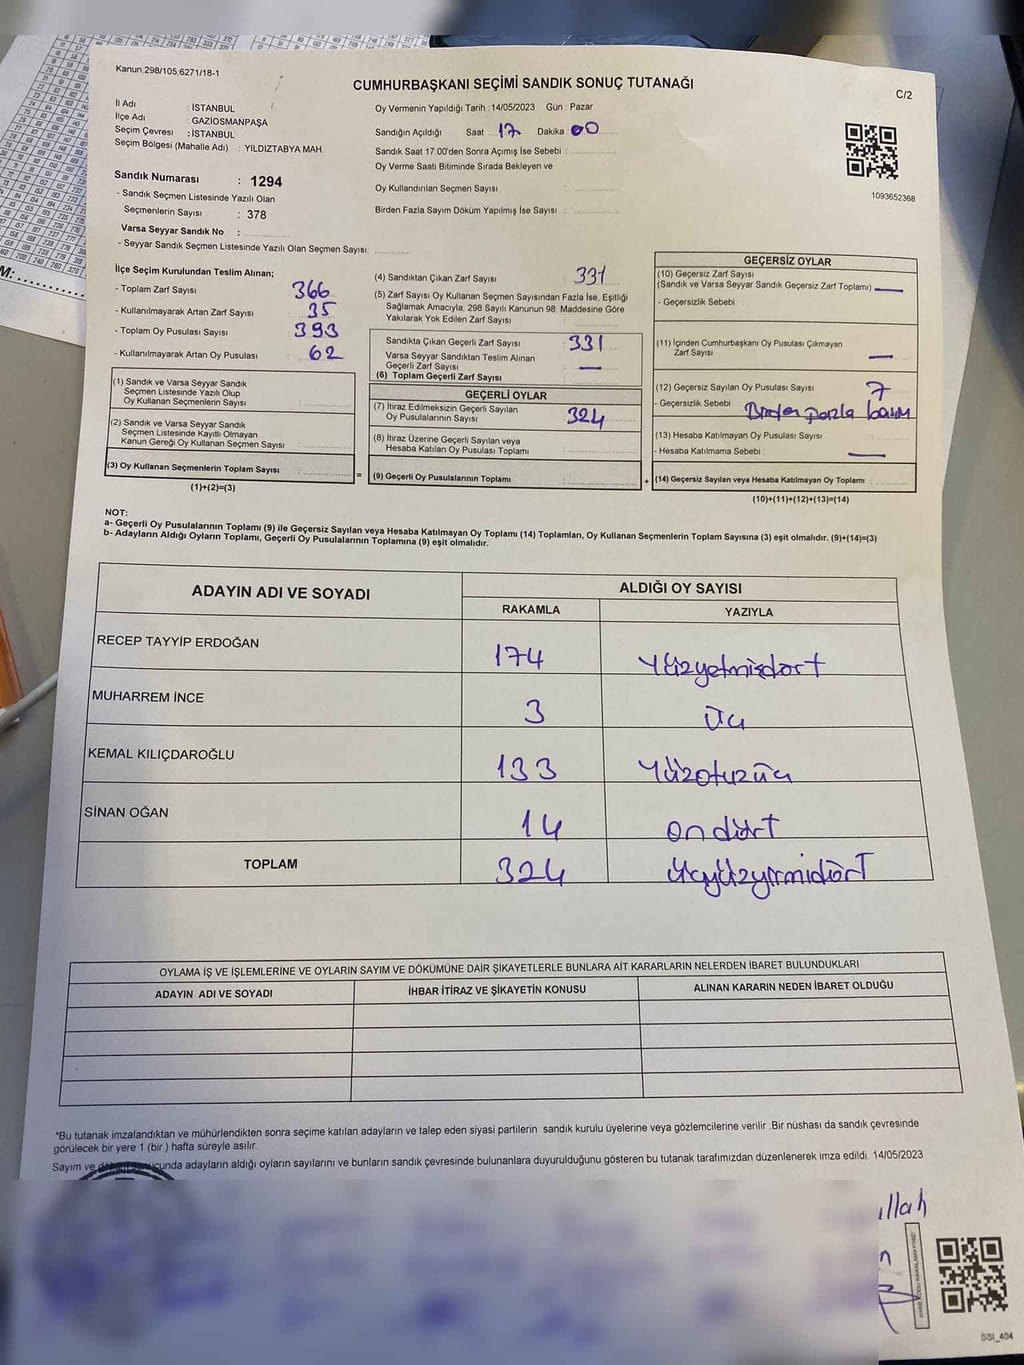 Kanun.298/105,6271/18-1
CUMHURBAŞKANI SEÇİMİ SANDIK SONUÇ TUTANAĞI
C/2
İl Adı : İSTANBUL
İlçe Adı : GAZİOSMANPAŞA
Seçim Çevresi : İSTANBUL
Seçim Bölgesi (Mahalle Adı) : YILDIZTABYA MAH.
Oy Vermenin Yapıldığı Tarih : 14/05/2023 Gün : Pazar
Sandığın Açıldığı Saat : 17 Dakika : 00
Sandık Saat 17:00'den Sonra Açımış İse Sebebi :
Oy Verme Saati Bitiminde Sırada Bekleyen ve
Oy Kullandırılan Seçmen Sayısı :
Birden Fazla Sayım Döküm Yapılmış İse Sayısı :
1093652368
Sandık Numarası : 1294
- Sandık Seçmen Listesinde Yazılı Olan
Seçmenlerin Sayısı : 378
Varsa Seyyar Sandık No :
- Seyyar Sandık Seçmen Listesinde Yazılı Olan Seçmen Sayısı:
İlçe Seçim Kurulundan Teslim Alınan;
- Toplam Zarf Sayısı : 366
- Kullanılmayarak Artan Zarf Sayısı : 35
- Toplam Oy Pusulası Sayısı : 393
- Kullanılmayarak Artan Oy Pusulası : 62
(1) Sandık ve Varsa Seyyar Sandık
Seçmen Listesinde Yazılı Olup
Oy Kullanan Seçmenlerin Sayısı :
(2) Sandık ve Varsa Seyyar Sandık
Seçmen Listesinde Kayıtlı Olmayan
Kanun Gereği Oy Kullanan Seçmen Sayısı :
(3) Oy Kullanan Seçmenlerin Toplam Sayısı :
(1)+(2)=(3)
(4) Sandıktan Çıkan Zarf Sayısı 331
(5) Zarf Sayısı Oy Kullanan Seçmen Sayısından Fazla İse, Eşitliği
Sağlamak Amacıyla, 298 Sayılı Kanunun 98. Maddesine Göre
Yakılarak Yok Edilen Zarf Sayısı :
Sandıkta Çıkan Geçerli Zarf Sayısı : 331
Varsa Seyyar Sandıktan Teslim Alınan
Geçerli Zarf Sayısı : —
(6) Toplam Geçerli Zarf Sayısı
GEÇERLİ OYLAR
(7) İtiraz Edilmeksizin Geçerli Sayılan
Oy Pusulalarının Sayısı : 324
(8) İtiraz Üzerine Geçerli Sayılan veya
Hesaba Katılan Oy Pusulası Toplamı :
= (9) Geçerli Oy Pusulalarının Toplamı :
GEÇERSİZ OYLAR
(10) Geçersiz Zarf Sayısı
(Sandık ve Varsa Seyyar Sandık Geçersiz Zarf Toplamı) —
- Geçersizlik Sebebi
(11) İçinden Cumhurbaşkanı Oy Pusulası Çıkmayan
Zarf Sayısı —
(12) Geçersiz Sayılan Oy Pusulası Sayısı 7
- Geçersizlik Sebebi : Birden fazla basım
(13) Hesaba Katılmayan Oy Pusulası Sayısı
- Hesaba Katılmama Sebebi : —
+ (14) Geçersiz Sayılan veya Hesaba Katılmayan Oy Toplamı :
(10)+(11)+(12)+(13)=(14)
NOT:
a- Geçerli Oy Pusulalarının Toplamı (9) ile Geçersiz Sayılan veya Hesaba Katılmayan Oy Toplamı (14) Toplamları, Oy Kullanan Seçmenlerin Toplam Sayısına (3) eşit olmalıdır. (9)+(14)=(3)
b- Adayların Aldığı Oyların Toplamı, Geçerli Oy Pusulalarının Toplamına (9) eşit olmalıdır.
ADAYIN ADI VE SOYADI ALDIĞI OY SAYISI
RAKAMLA YAZIYLA
RECEP TAYYİP ERDOĞAN 174 Yüzyetmişdört
MUHARREM İNCE 3 Üç
KEMAL KILIÇDAROĞLU 133 Yüzotuzüç
SİNAN OĞAN 14 ondört
TOPLAM 324 üçyüzyirmidört
OYLAMA İŞ VE İŞLEMLERİNE VE OYLARIN SAYIM VE DÖKÜMÜNE DAİR ŞİKAYETLERLE BUNLARA AİT KARARLARIN NELERDEN İBARET BULUNDUKLARI
ADAYIN ADI VE SOYADI İHBAR İTİRAZ VE ŞİKAYETİN KONUSU ALINAN KARARIN NEDEN İBARET OLDUĞU
*Bu tutanak imzalandıktan ve mühürlendikten sonra seçime katılan adayların ve talep eden siyasi partilerin sandık kurulu üyelerine veya gözlemcilerine verilir .Bir nüshası da sandık çevresinde
görülecek bir yere 1 (bir ) hafta süreyle asılır.
Sayım ve döküm sonucunda adayların aldığı oyların sayılarını ve bunların sandık çevresinde bulunanlara duyurulduğunu gösteren bu tutanak tarafımızdan düzenlenerek imza edildi. 14/05/2023
ullah
SSI_404